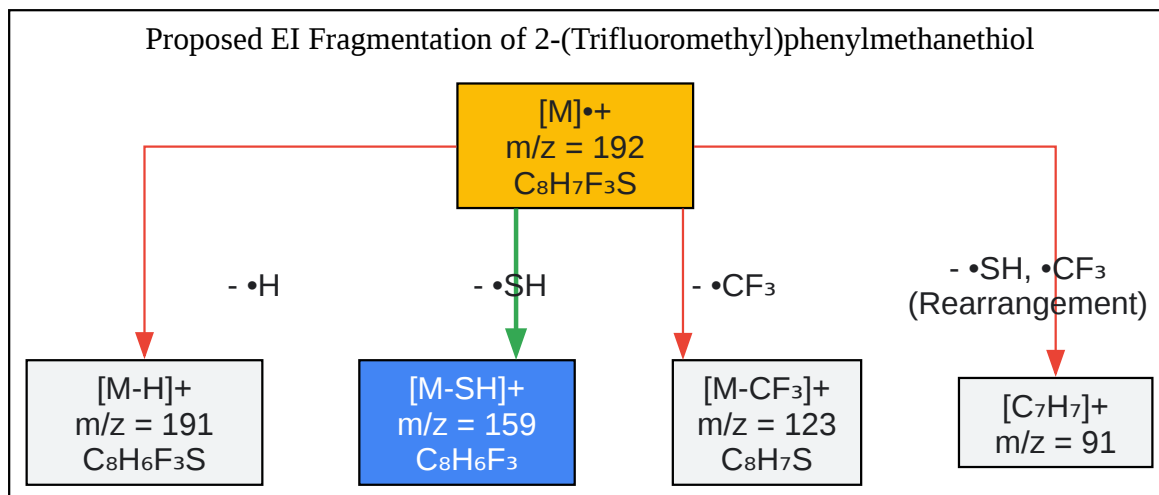 Proposed EI Fragmentation of 2-(Trifluoromethyl)phenylmethanethiol
[M]•+
m/z = 192
C₈H₇F₃S
- •H
- •SH
- •CF₃
- •SH, •CF₃
(Rearrangement)
[M-H]+
m/z = 191
C₈H₆F₃S
[M-SH]+
m/z = 159
C₈H₆F₃
[M-CF₃]+
m/z = 123
C₈H₇S
[C₇H₇]+
m/z = 91